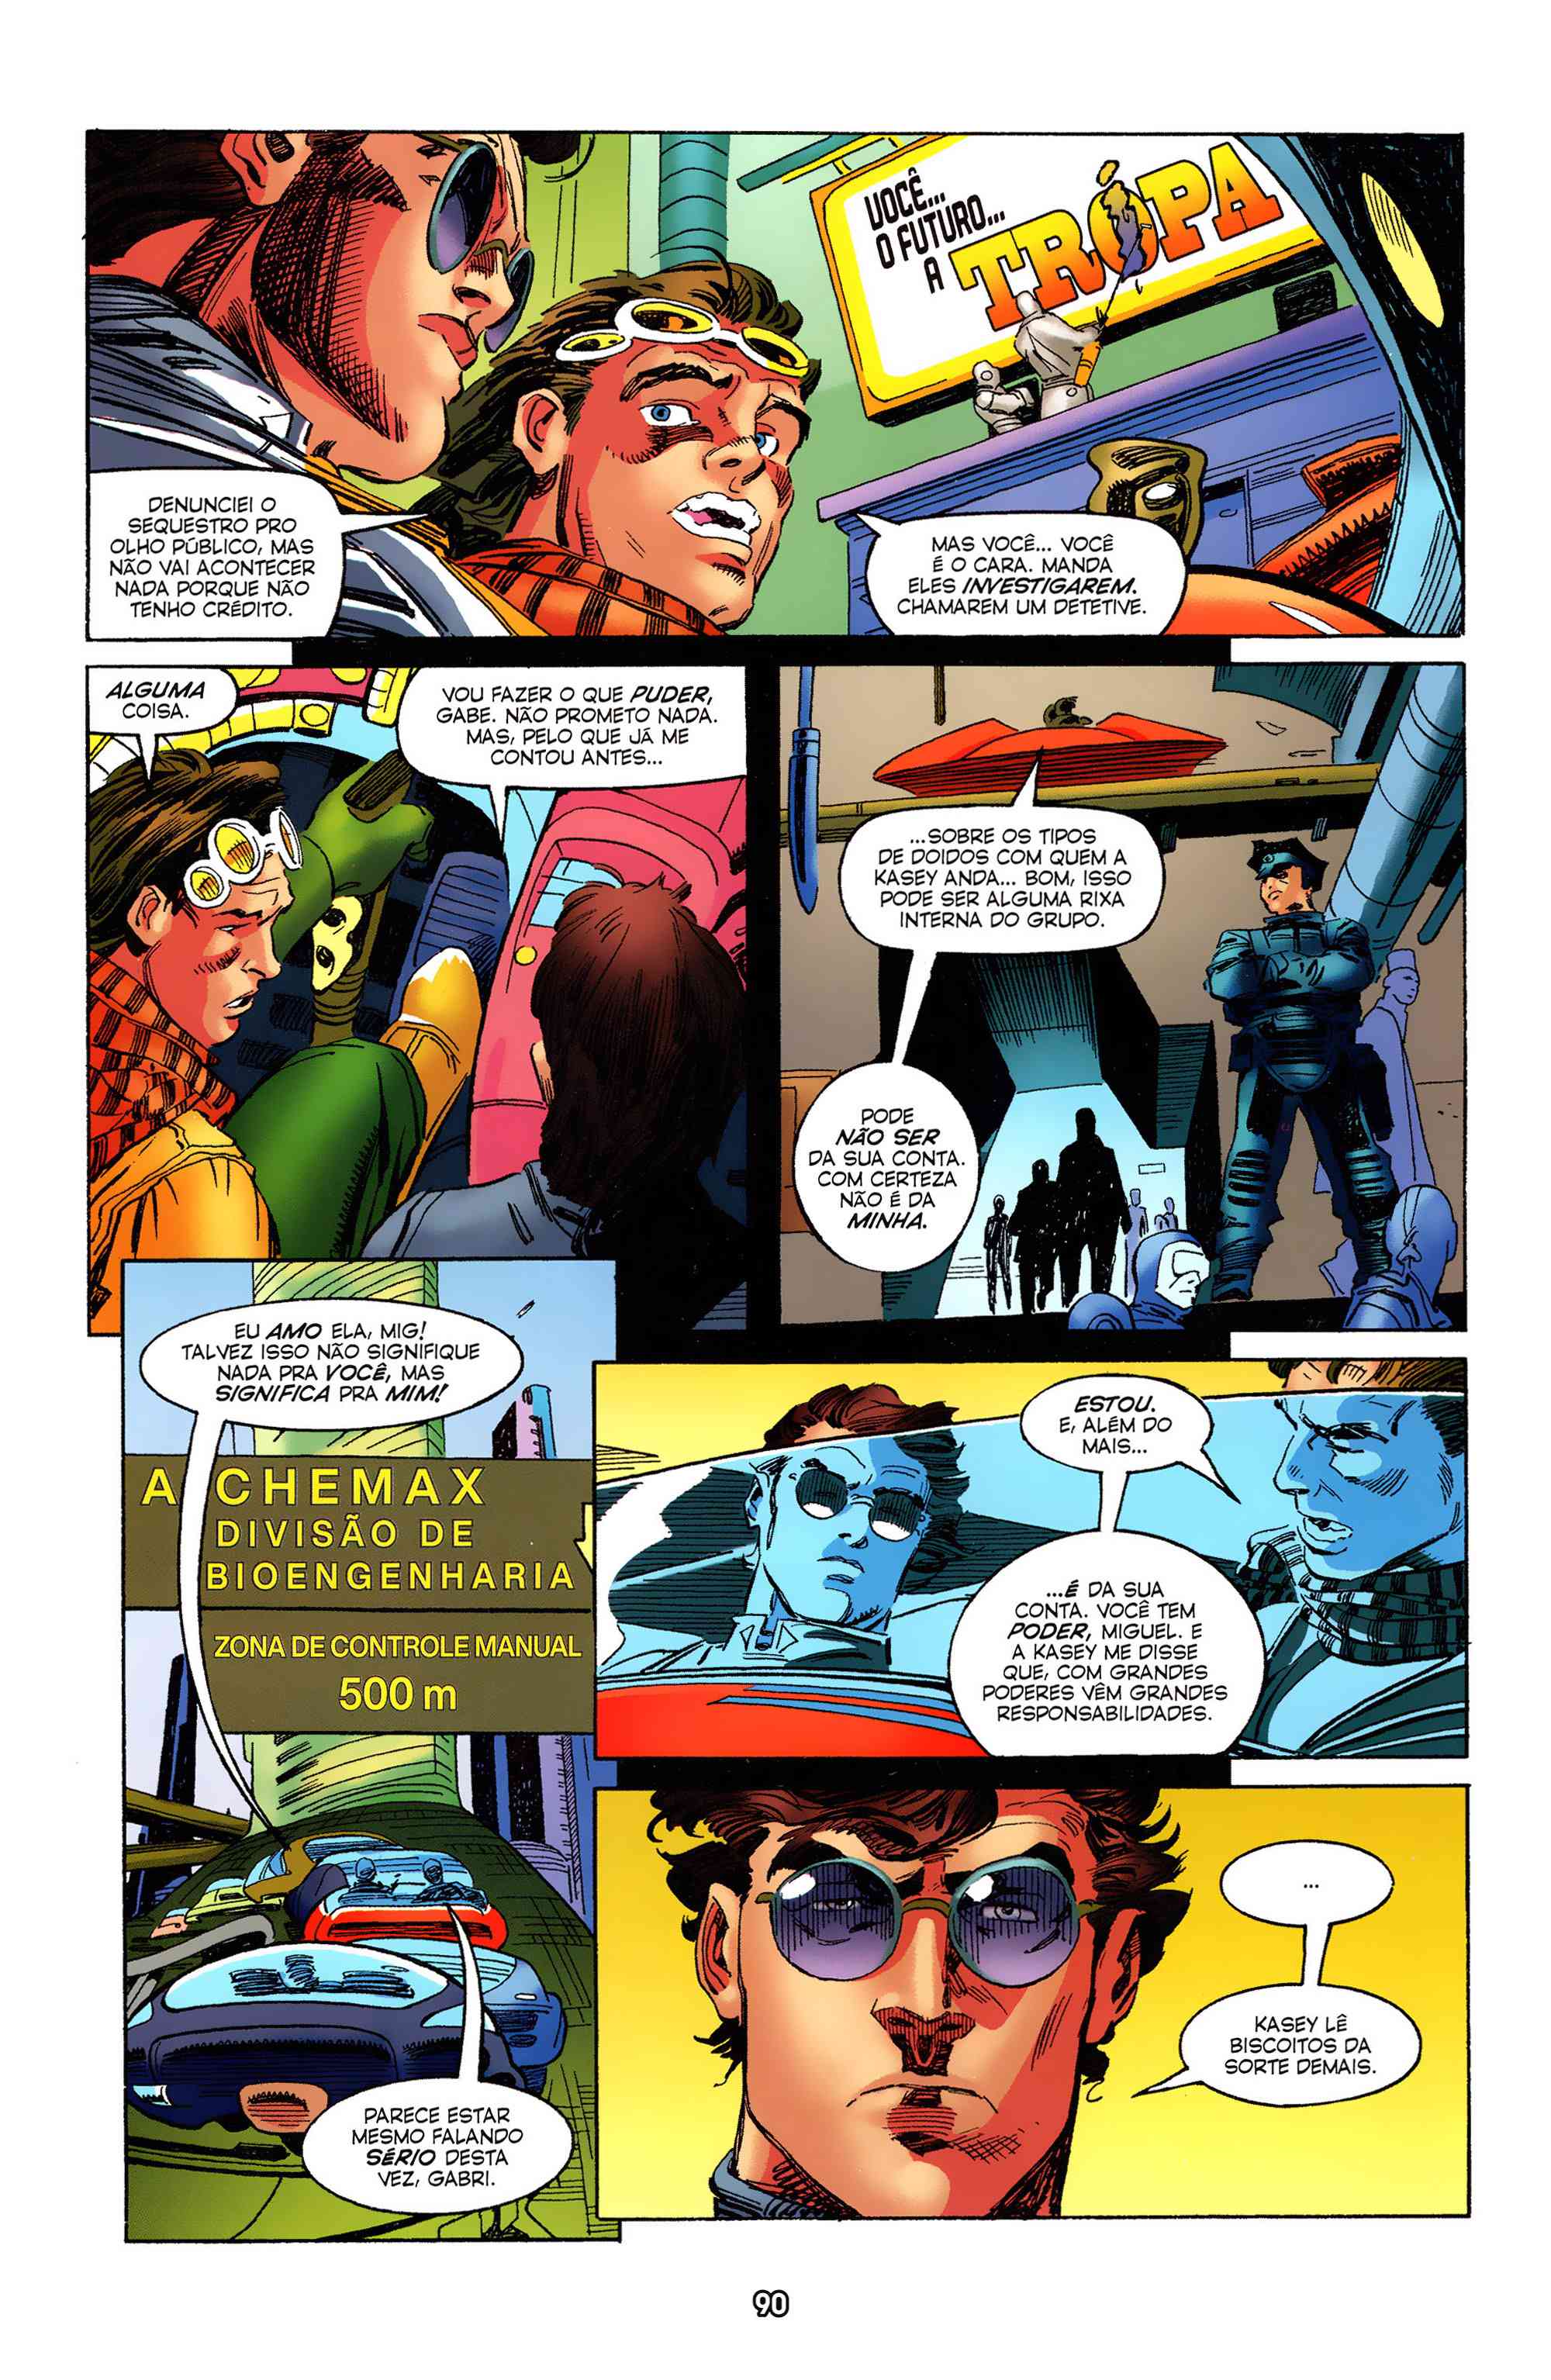 VOCÊ...
O FUTURO...
A TRÓPA
DENUNCIEI O
SEQUESTRO PRO
OLHO PÚBLICO, MAS
NÃO VAI ACONTECER
NADA PORQUE NÃO
TENHO CRÉDITO.
MAS VOCÊ... VOCÊ
É O CARA. MANDA
ELES INVESTIGAREM.
CHAMAREM UM DETETIVE.
ALGUMA
COISA.
VOU FAZER O QUE PUDER,
GABE. NÃO PROMETO NADA.
MAS, PELO QUE JÁ ME
CONTOU ANTES...
...SOBRE OS TIPOS
DE DOIDOS COM QUEM A
KASEY ANDA... BOM, ISSO
PODE SER ALGUMA RIXA
INTERNA DO GRUPO.
PODE
NÃO SER
DA SUA CONTA.
COM CERTEZA
NÃO É DA
MINHA.
EU AMO ELA, MIG!
TALVEZ ISSO NÃO SIGNIFIQUE
NADA PRA VOCÊ, MAS
SIGNIFICA PRA MIM!
A CHEMAX
DIVISÃO DE
BIOENGENHARIA
ZONA DE CONTROLE MANUAL
500 m
PARECE ESTAR
MESMO FALANDO
SÉRIO DESTA
VEZ, GABRI.
ESTOU.
E, ALÉM DO
MAIS...
...É DA SUA
CONTA. VOCÊ TEM
PODER, MIGUEL. E
A KASEY ME DISSE
QUE, COM GRANDES
PODERES VÊM GRANDES
RESPONSABILIDADES.
...
KASEY LÊ
BISCOITOS DA
SORTE DEMAIS.
90